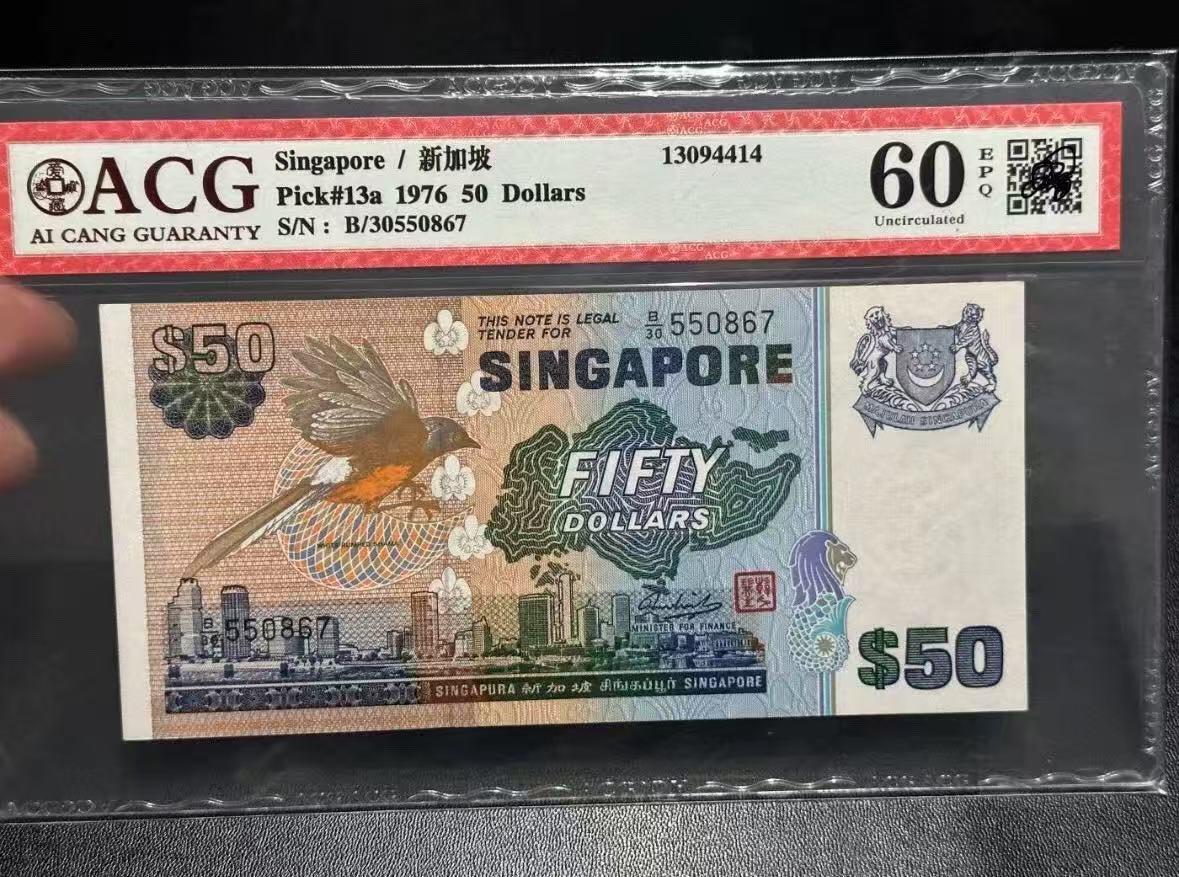 ACG
AI CANG GUARANTY
Singapore / 新加坡
Pick#13a 1976 50 Dollars
S/N : B/30550867
13094414
60
Uncirculated
EPQ
$50
THIS NOTE IS LEGAL
TENDER FOR
B/30 550867
SINGAPORE
FIFTY
DOLLARS
MAJULAH SINGAPURA
B/30 550867
MINISTER FOR FINANCE
SINGAPURA 新加坡 சிங்கப்பூர் SINGAPORE
$50